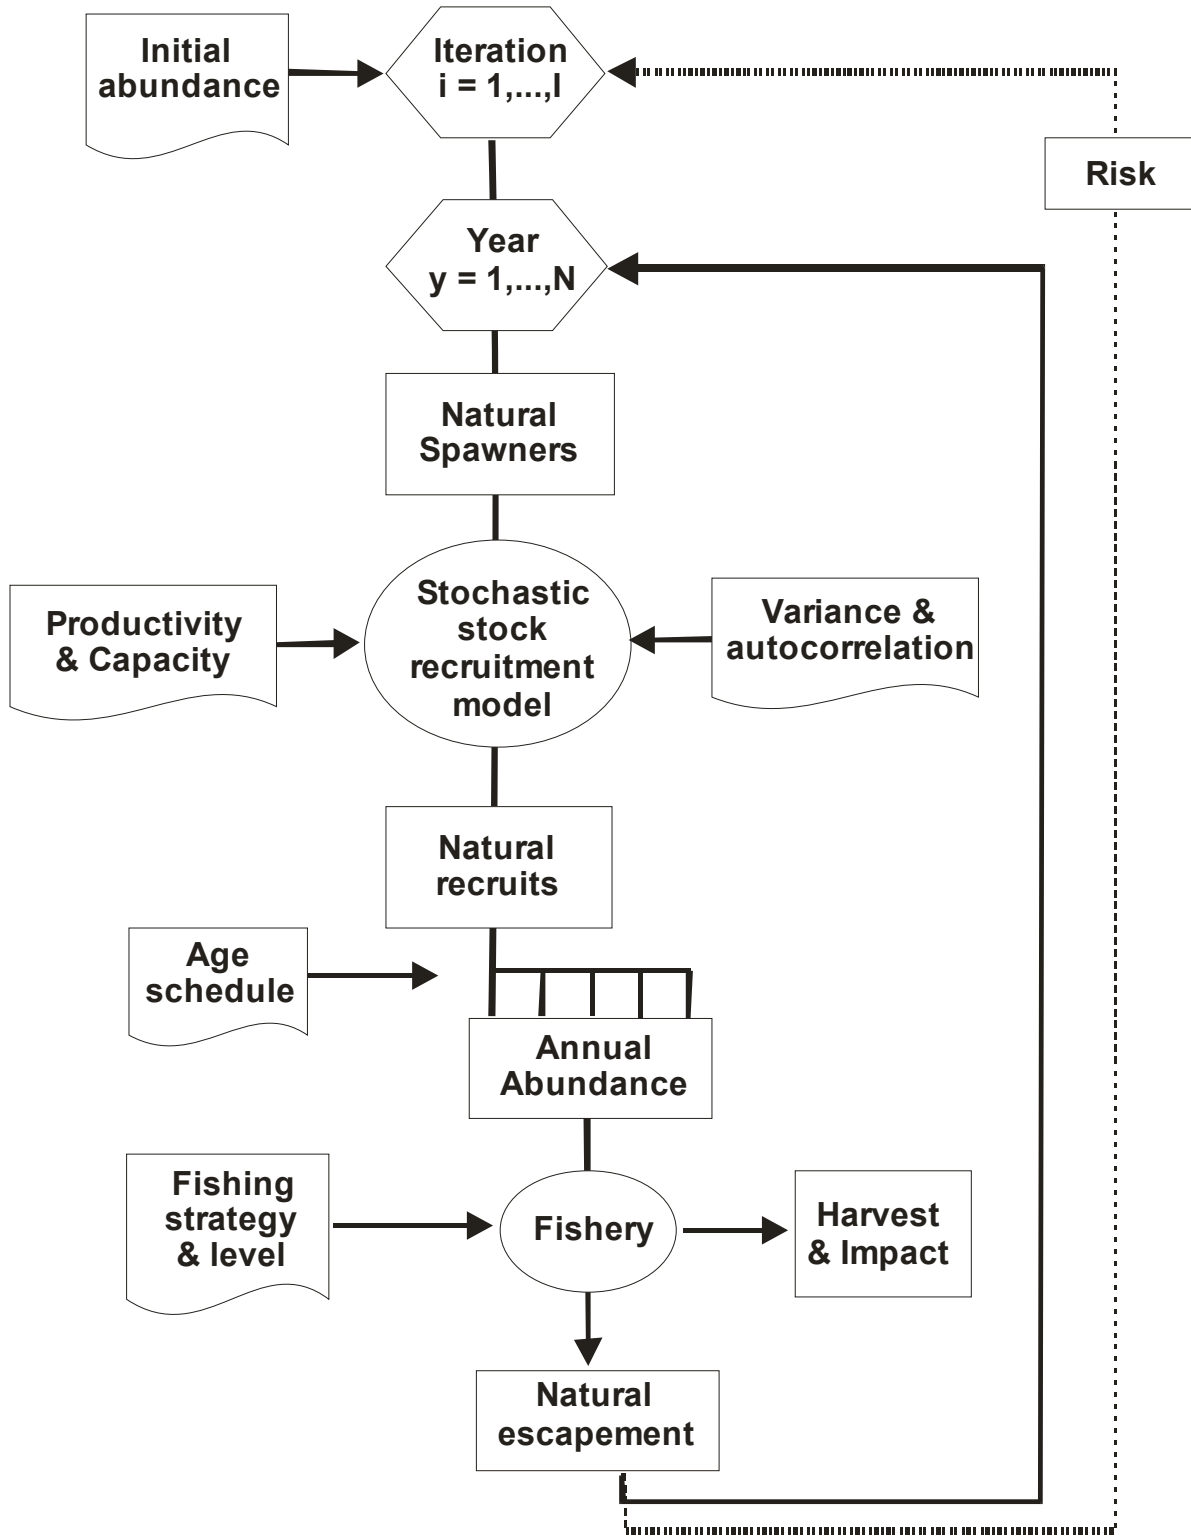 Initial
abundance
Iteration
i = 1,...,I
Risk
Year
y = 1,...,N
Natural
Spawners
Productivity
& Capacity
Stochastic
stock
recruitment
model
Variance &
autocorrelation
Natural
recruits
Age
schedule
Annual
Abundance
Fishing
strategy
& level
Fishery
Harvest
& Impact
Natural
escapement